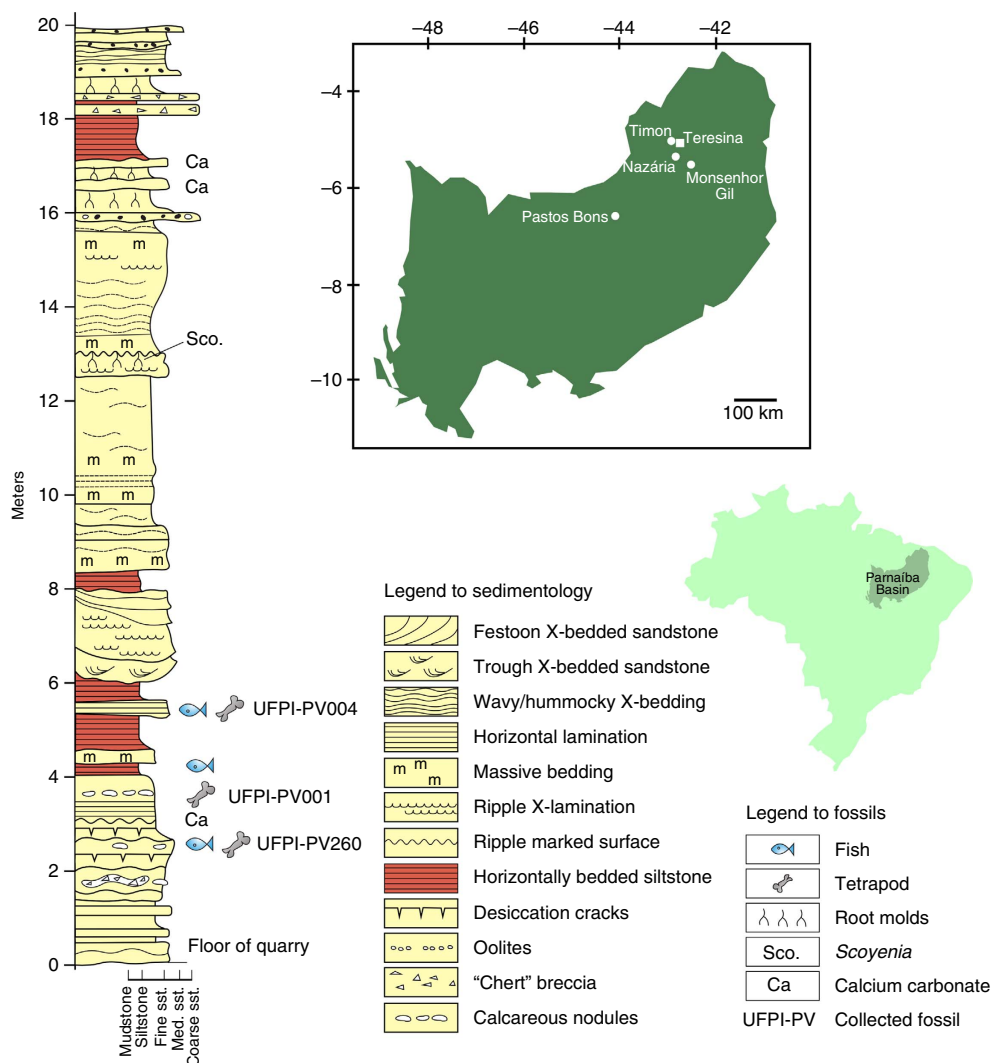 20
18
16
14
12
10
8
6
4
2
0
Meters
Ca
Ca
m m
m m
Sco.
m m
m m
m m m
m m
UFPI-PV004
UFPI-PV001
Ca
UFPI-PV260
Floor of quarry
Mudstone
Siltstone
Fine sst.
Med. sst.
Coarse sst.
−48 −46 −44 −42
−4
−6
−8
−10
Timon
Teresina
Nazária
Monsenhor
Gil
Pastos Bons
100 km
Parnaíba
Basin
Legend to sedimentology
Festoon X-bedded sandstone
Trough X-bedded sandstone
Wavy/hummocky X-bedding
Horizontal lamination
m m m Massive bedding
Ripple X-lamination
Ripple marked surface
Horizontally bedded siltstone
Desiccation cracks
Oolites
“Chert” breccia
Calcareous nodules
Legend to fossils
Fish
Tetrapod
Root molds
Sco. Scoyenia
Ca Calcium carbonate
UFPI-PV Collected fossil